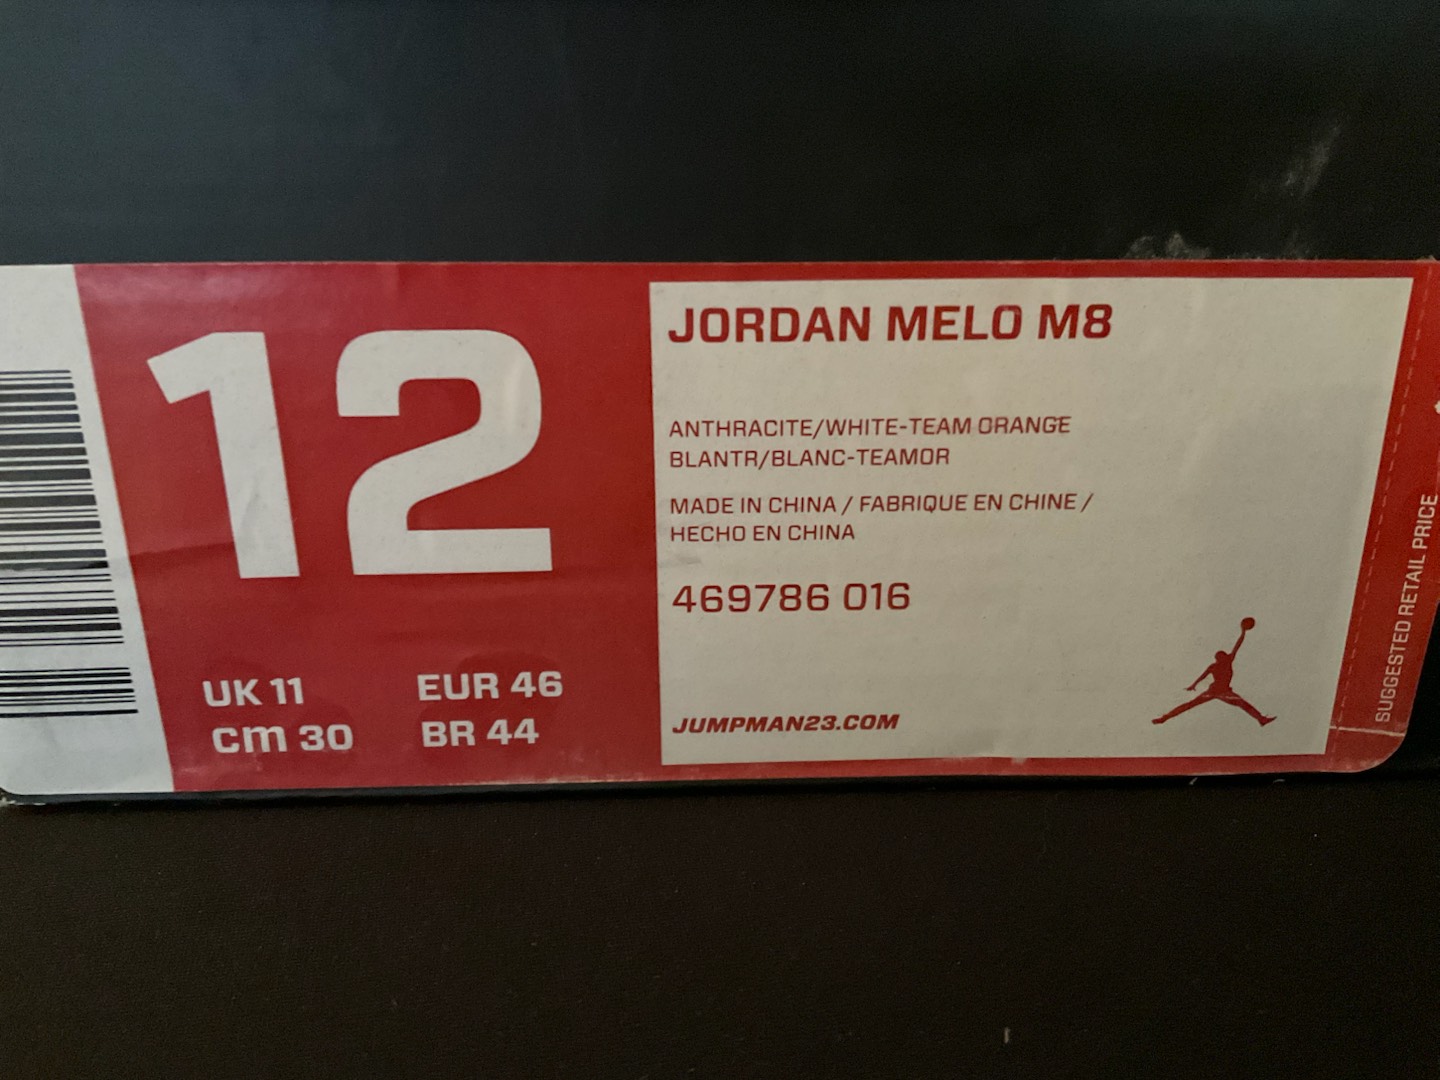 12
UK 11
EUR 46
cm 30
BR 44
JORDAN MELO M8
ANTHRACITE/WHITE-TEAM ORANGE
BLANTR/BLANC-TEAMOR
MADE IN CHINA / FABRIQUE EN CHINE /
HECHO EN CHINA
469786 016
JUMPMAN23.COM
SUGGESTED RETAIL PRICE